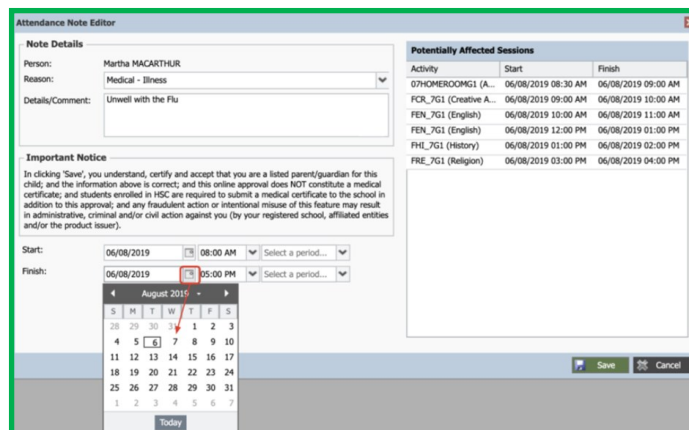 Attendance Note Editor
Note Details
Person: Martha MACARTHUR
Reason: Medical - Illness
Details/Comment: Unwell with the Flu
Important Notice
In clicking 'Save', you understand, certify and accept that you are a listed parent/guardian for this
child; and the information above is correct; and this online approval does NOT constitute a medical
certificate; and students enrolled in HSC are required to submit a medical certificate to the school in
addition to this approval; and any fraudulent action or intentional misuse of this feature may result
in administrative, criminal and/or civil action against you (by your registered school, affiliated entities
and/or the product issuer).
Start: 06/08/2019 08:00 AM Select a period...
Finish: 06/08/2019 05:00 PM Select a period...
August 2019
S M T W T F S
28 29 30 31 1 2 3
4 5 6 7 8 9 10
11 12 13 14 15 16 17
18 19 20 21 22 23 24
25 26 27 28 29 30 31
1 2 3 4 5 6 7
Today
Potentially Affected Sessions
Activity Start Finish
07HOMEROOMG1 (A... 06/08/2019 08:30 AM 06/08/2019 09:00 AM
FCR_7G1 (Creative A... 06/08/2019 09:00 AM 06/08/2019 10:00 AM
FEN_7G1 (English) 06/08/2019 10:00 AM 06/08/2019 11:00 AM
FEN_7G1 (English) 06/08/2019 12:00 PM 06/08/2019 01:00 PM
FHI_7G1 (History) 06/08/2019 01:00 PM 06/08/2019 02:00 PM
FRE_7G1 (Religion) 06/08/2019 03:00 PM 06/08/2019 04:00 PM
Save Cancel